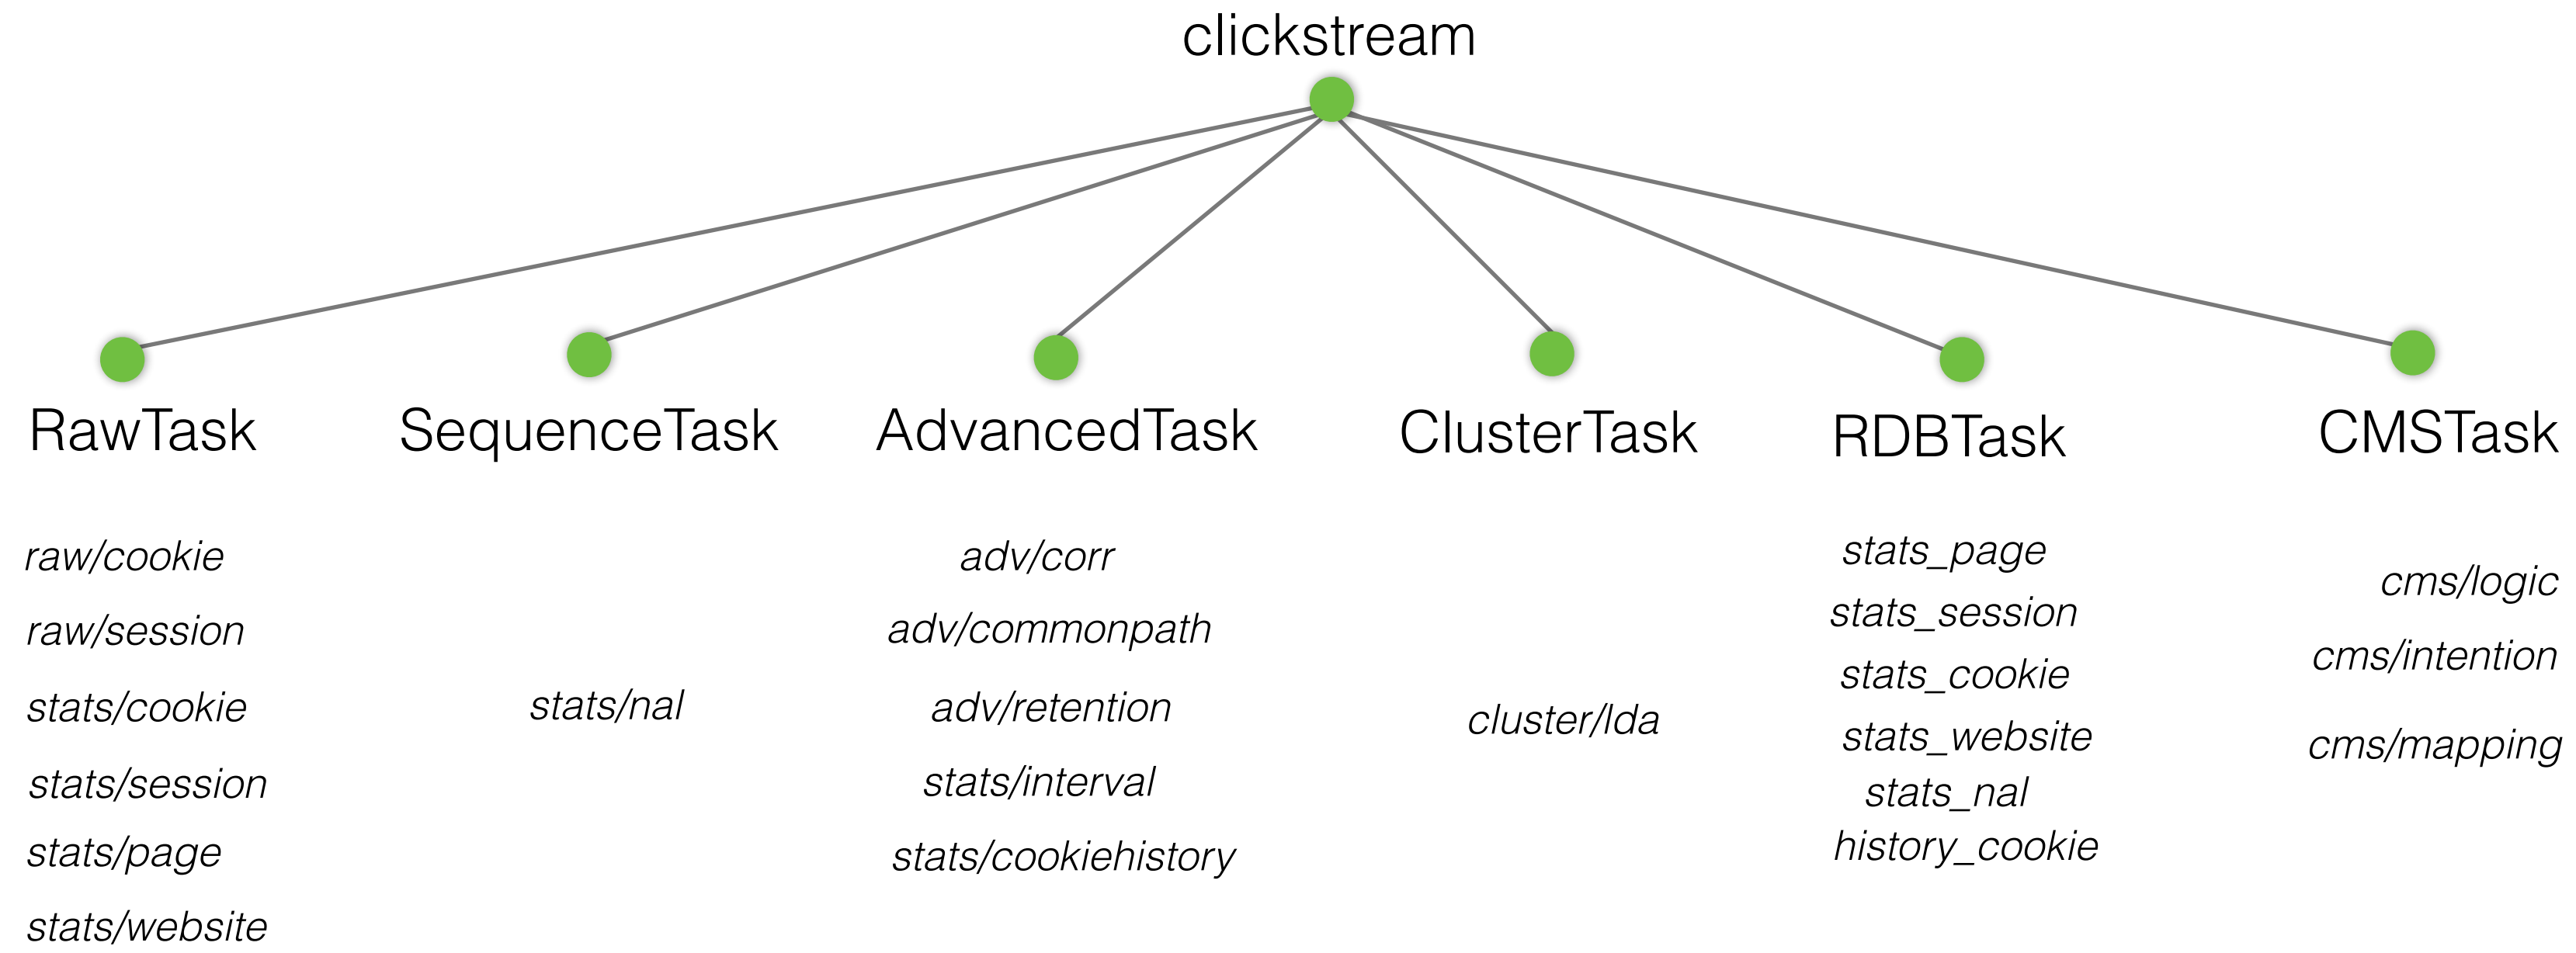 clickstream
RawTask
SequenceTask
AdvancedTask
ClusterTask
RDBTask
CMSTask
raw/cookie
raw/session
stats/cookie
stats/session
stats/page
stats/website
stats/nal
adv/corr
adv/commonpath
adv/retention
stats/interval
stats/cookiehistory
cluster/lda
stats_page
stats_session
stats_cookie
stats_website
stats_nal
history_cookie
cms/logic
cms/intention
cms/mapping